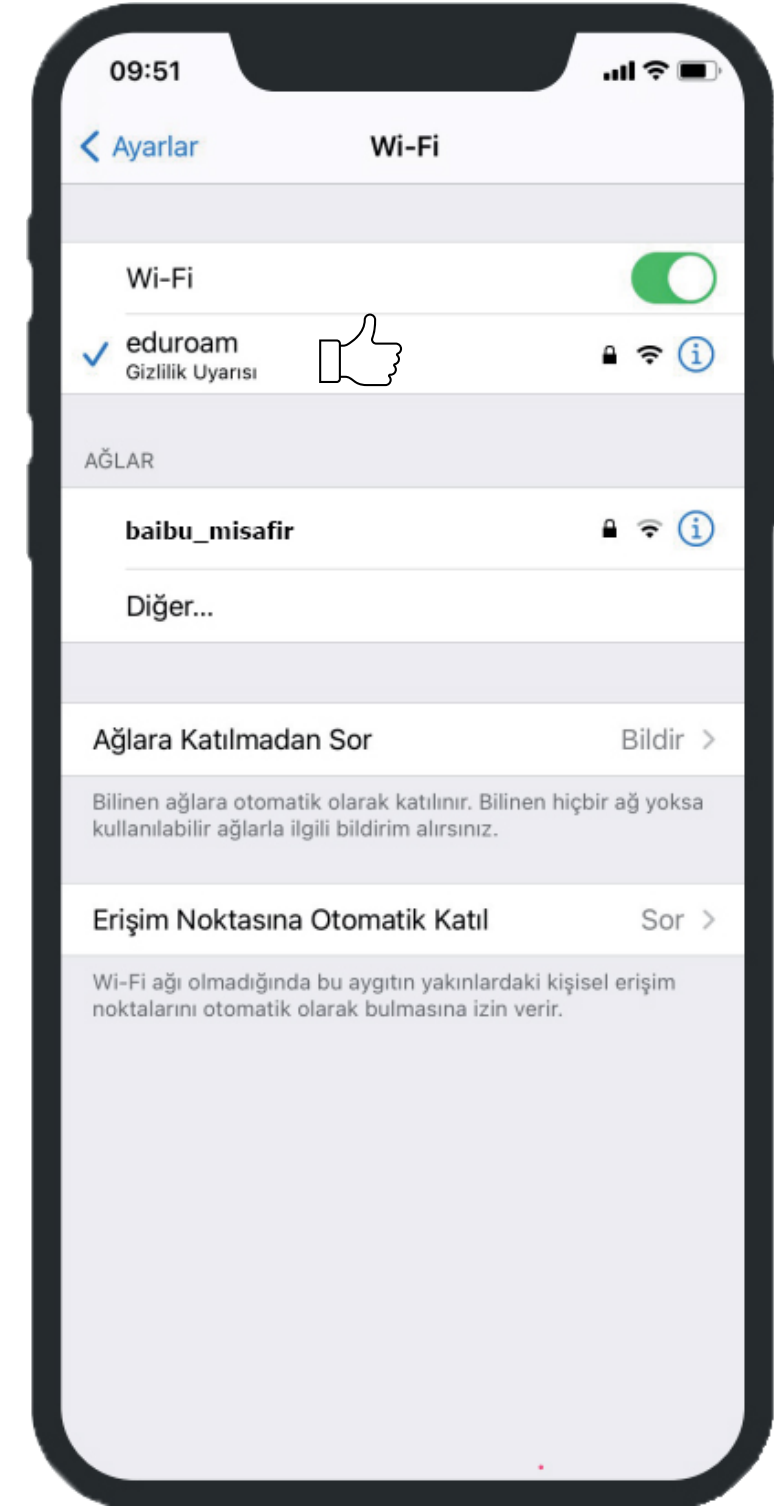 09:51
Ayarlar
Wi-Fi
Wi-Fi
eduroam
Gizlilik Uyarısı
AĞLAR
baibu_misafir
Diğer...
Ağlara Katılmadan Sor Bildir
Bilinen ağlara otomatik olarak katılınır. Bilinen hiçbir ağ yoksa
kullanılabilir ağlarla ilgili bildirim alırsınız.
Erişim Noktasına Otomatik Katıl Sor
Wi-Fi ağı olmadığında bu aygıtın yakınlardaki kişisel erişim
noktalarını otomatik olarak bulmasına izin verir.